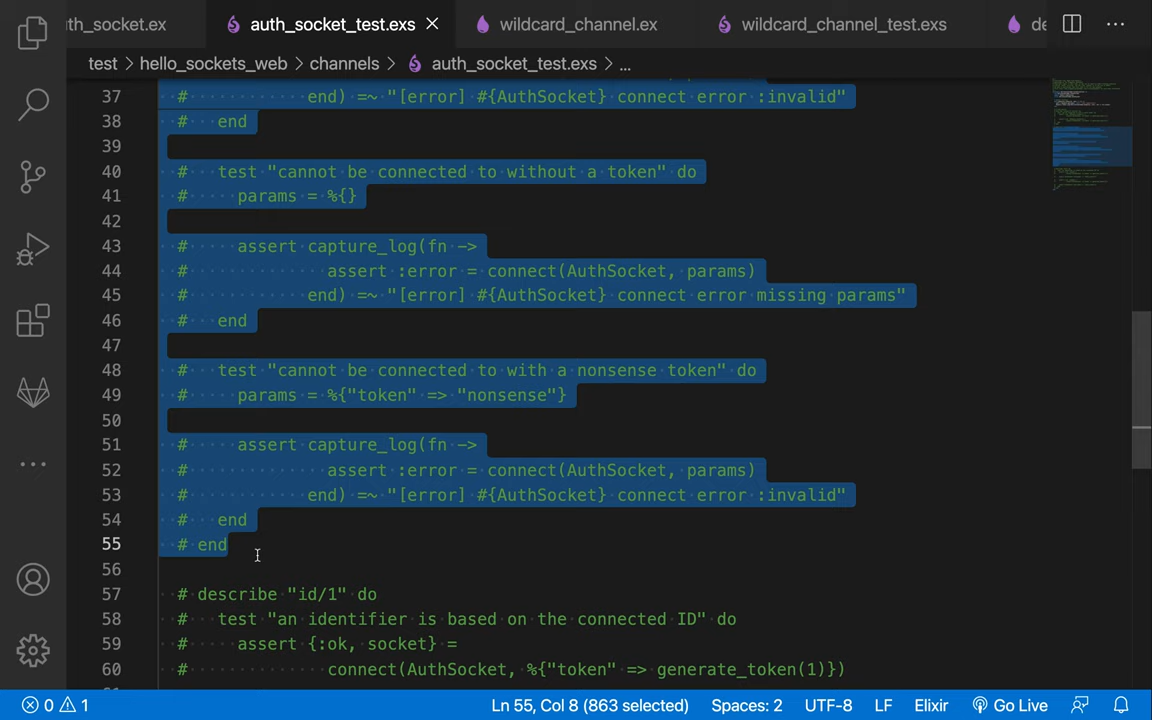 th_socket.ex
auth_socket_test.exs
wildcard_channel.ex
wildcard_channel_test.exs
de
test > hello_sockets_web > channels > auth_socket_test.exs > ...
37 # end) =~ "[error] #{AuthSocket} connect error :invalid"
38 # end
39
40 # test "cannot be connected to without a token" do
41 # params = %{}
42
43 # assert capture_log(fn ->
44 # assert :error = connect(AuthSocket, params)
45 # end) =~ "[error] #{AuthSocket} connect error missing params"
46 # end
47
48 # test "cannot be connected to with a nonsense token" do
49 # params = %{"token" => "nonsense"}
50
51 # assert capture_log(fn ->
52 # assert :error = connect(AuthSocket, params)
53 # end) =~ "[error] #{AuthSocket} connect error :invalid"
54 # end
55 # end
56
57 # describe "id/1" do
58 # test "an identifier is based on the connected ID" do
59 # assert {:ok, socket} =
60 # connect(AuthSocket, %{"token" => generate_token(1)})
0 1 Ln 55, Col 8 (863 selected) Spaces: 2 UTF-8 LF Elixir Go Live